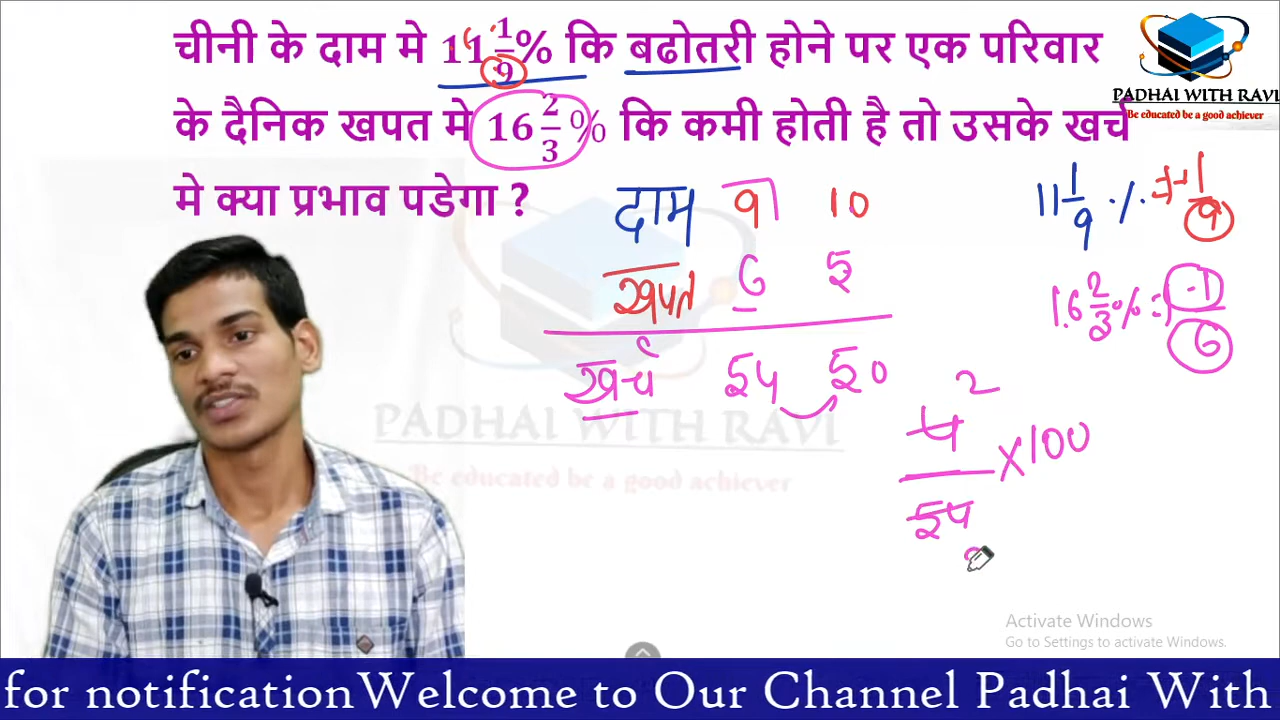 चीनी के दाम मे 11 1/9% कि बढोतरी होने पर एक परिवार
के दैनिक खपत मे 16 2/3% कि कमी होती है तो उसके खर्च
मे क्या प्रभाव पडेगा ?
PADHAI WITH RAVI
Be educated be a good achiever
दाम 9 10
खपत 6 5
खर्च 54 50
11 1/9 % = +1/9
16 2/3 % = -1/6
4/54 × 100
2
PADHAI WITH RAVI
Be educated be a good achiever
Activate Windows
Go to Settings to activate Windows.
for notification Welcome to Our Channel Padhai With